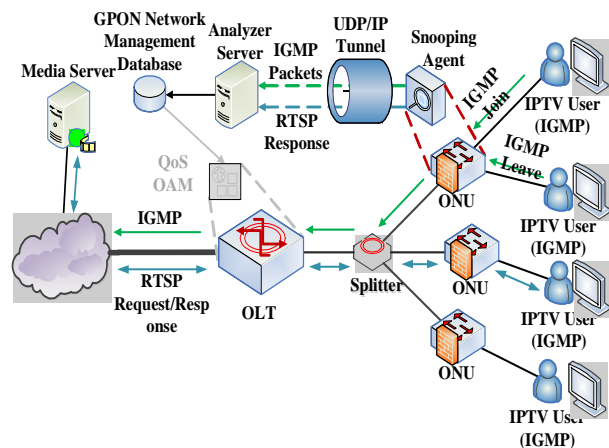 GPON Network
Management
Database
Analyzer
Server
UDP/IP
Tunnel
Snooping
Agent
Media Server
IGMP
Packets
RTSP
Response
IGMP
Join
IPTV User
(IGMP)
IGMP
Leave
QoS
OAM
ONU
IPTV User
(IGMP)
IGMP
RTSP
Request/Resp
onse
OLT
Splitter
ONU
IPTV User
(IGMP)
ONU
IPTV User
(IGMP)